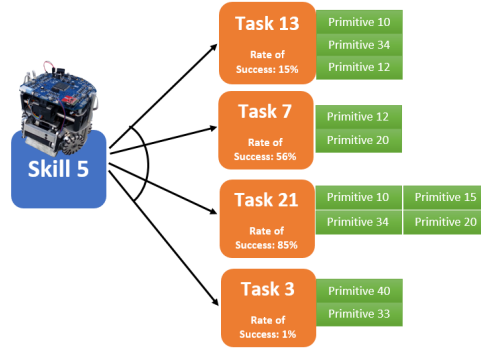 Task 13
Rate of
Success: 15%
Primitive 10
Primitive 34
Primitive 12
Task 7
Rate of
Success: 56%
Primitive 12
Primitive 20
Skill 5
Task 21
Rate of
Success: 85%
Primitive 10 Primitive 15
Primitive 34 Primitive 20
Task 3
Rate of
Success: 1%
Primitive 40
Primitive 33